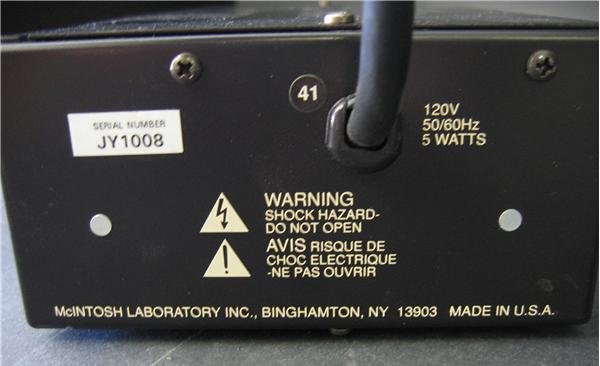 41
120V
50/60Hz
5 WATTS
SERIAL NUMBER
JY1008
WARNING
SHOCK HAZARD-
DO NOT OPEN
AVIS RISQUE DE
CHOC ELECTRIQUE
-NE PAS OUVRIR
McINTOSH LABORATORY INC., BINGHAMTON, NY 13903 MADE IN U.S.A.